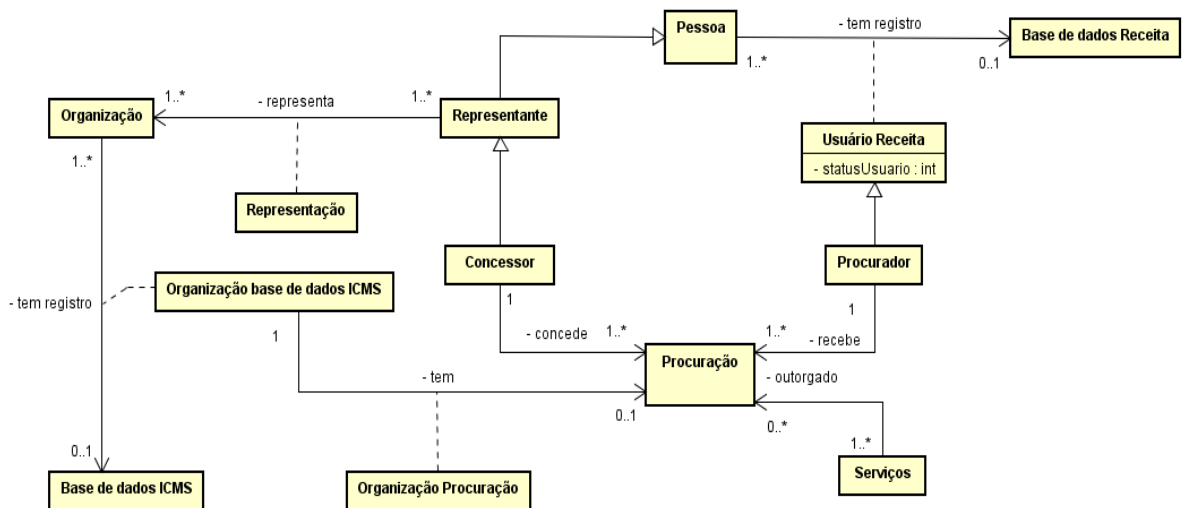 Pessoa
- tem registro
Base de dados Receita
1..*
0..1
Organização
1..*
- representa
1..*
Representante
Usuário Receita
- statusUsuario : int
1..*
Representação
Concessor
Procurador
Organização base de dados ICMS
- tem registro
1
1
1
- concede
1..*
1..*
- recebe
Procuração
- tem
- outorgado
0..1
0..*
1..*
0..1
Base de dados ICMS
Organização Procuração
Serviços